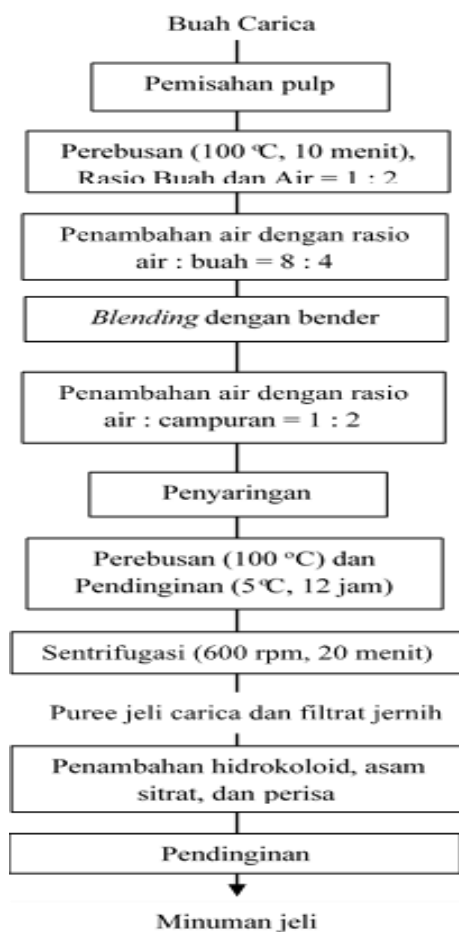 Buah Carica
Pemisahan pulp
Perebusan (100 °C, 10 menit),
Rasio Buah dan Air = 1 : 2
Penambahan air dengan rasio
air : buah = 8 : 4
Blending dengan bender
Penambahan air dengan rasio
air : campuran = 1 : 2
Penyaringan
Perebusan (100 °C) dan
Pendinginan (5°C, 12 jam)
Sentrifugasi (600 rpm, 20 menit)
Puree jeli carica dan filtrat jernih
Penambahan hidrokoloid, asam
sitrat, dan perisa
Pendinginan
Minuman jeli